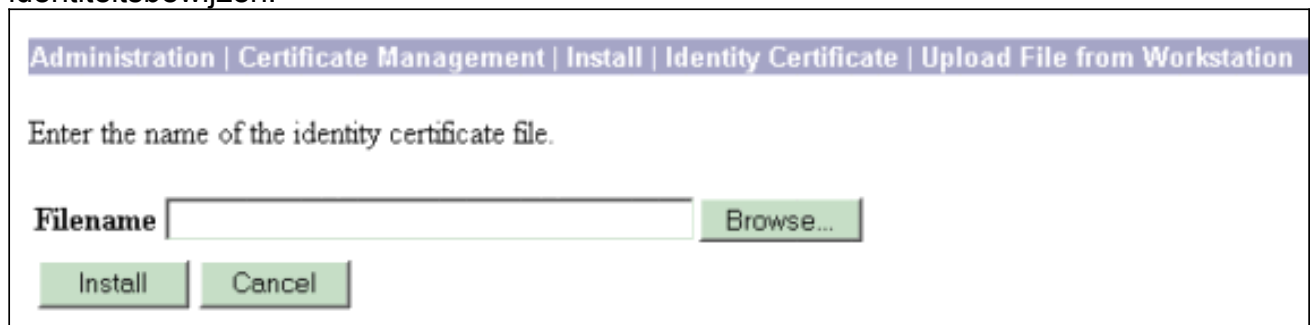 identiteitsbewijzen.
Administration | Certificate Management | Install | Identity Certificate | Upload File from Workstation
Enter the name of the identity certificate file.
Filename Browse...
Install Cancel